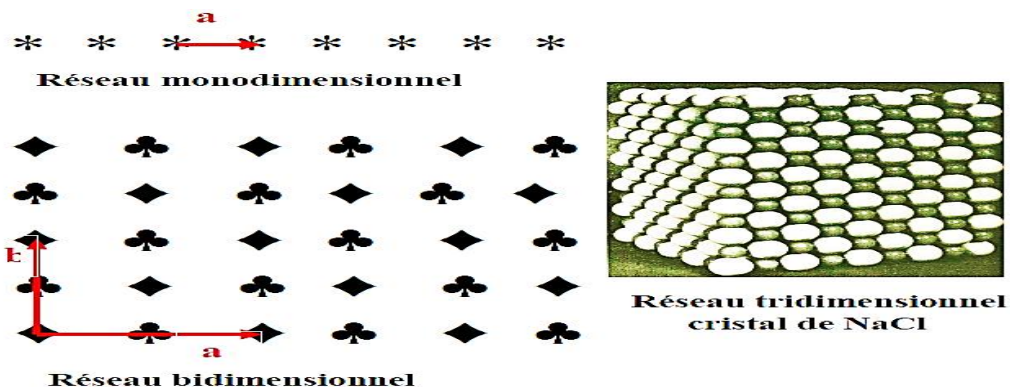 a
Réseau monodimensionnel
b
a
Réseau bidimensionnel
Réseau tridimensionnel
cristal de NaCl